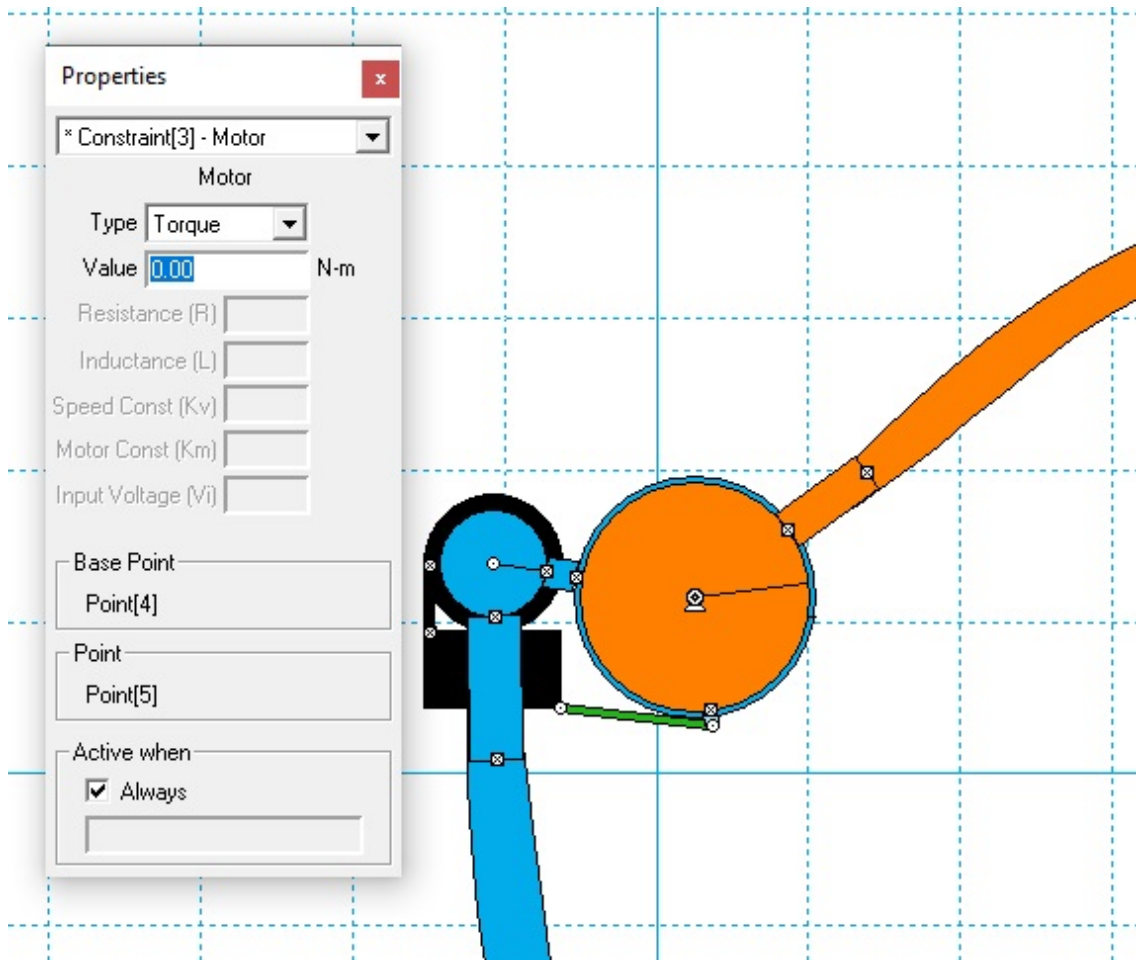 Properties
x
* Constraint[3] - Motor
Motor
Type Torque
Value 0.00 N-m
Resistance (R)
Inductance (L)
Speed Const (Kv)
Motor Const (Km)
Input Voltage (Vi)
Base Point
Point[4]
Point
Point[5]
Active when
Always